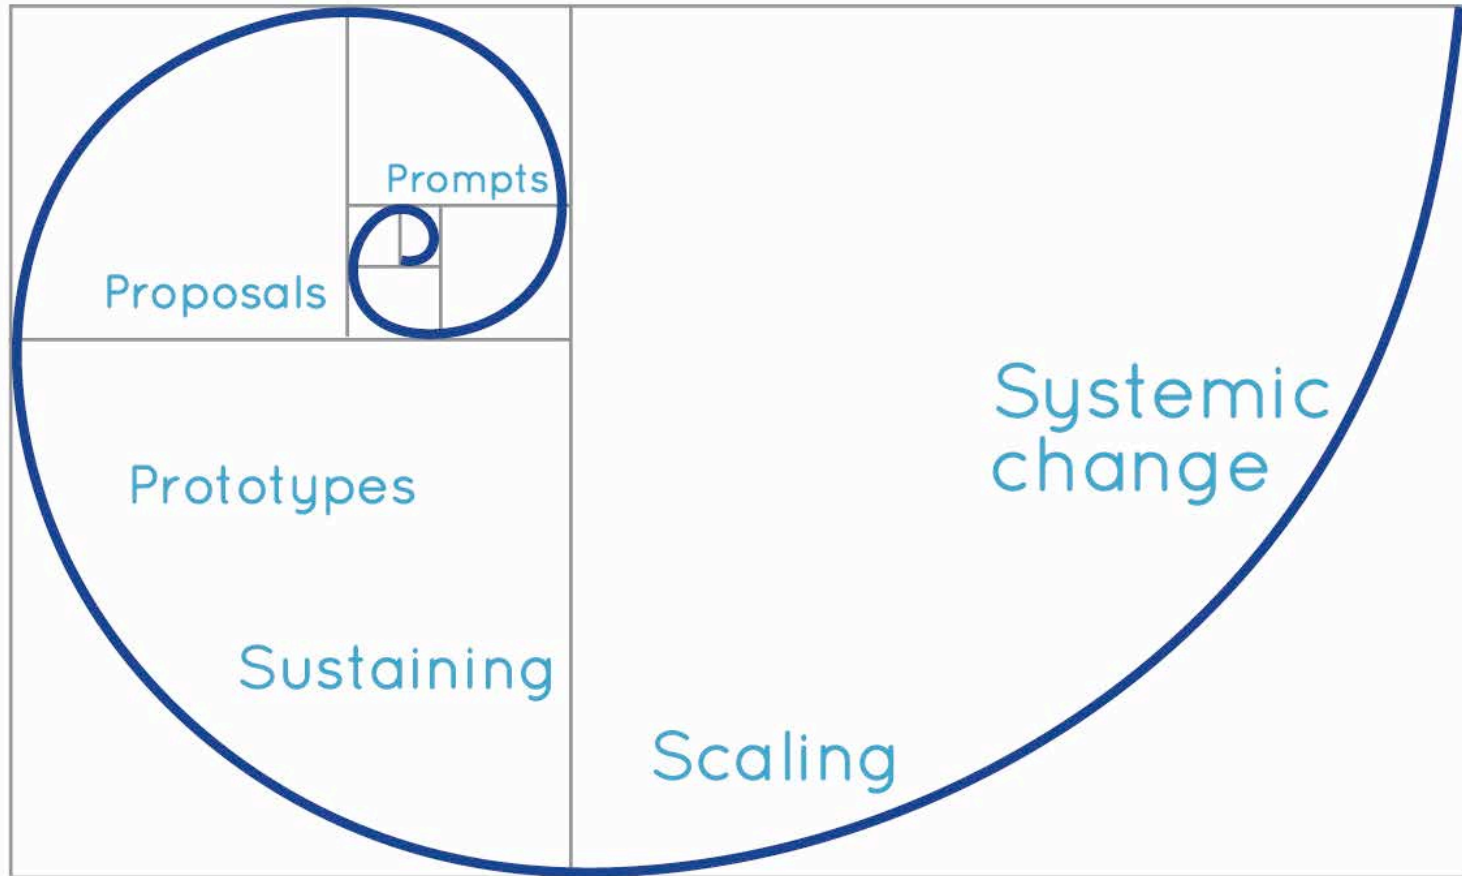 Prompts
Proposals
Prototypes
Sustaining
Scaling
Systemic
change